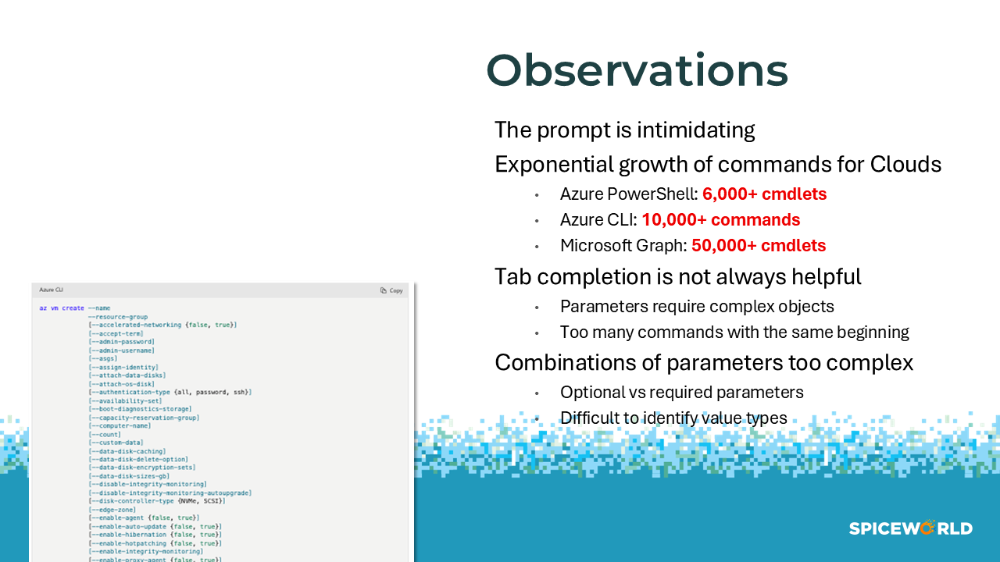 Observations
The prompt is intimidating
Exponential growth of commands for Clouds
• Azure PowerShell: 6,000+ cmdlets
• Azure CLI: 10,000+ commands
• Microsoft Graph: 50,000+ cmdlets
Tab completion is not always helpful
• Parameters require complex objects
• Too many commands with the same beginning
Combinations of parameters too complex
• Optional vs required parameters
• Difficult to identify value types
Azure CLI Copy
az vm create --name
--resource-group
[--accelerated-networking {false, true}]
[--accept-term]
[--admin-password]
[--admin-username]
[--asgs]
[--assign-identity]
[--attach-data-disks]
[--attach-os-disk]
[--authentication-type {all, password, ssh}]
[--availability-set]
[--boot-diagnostics-storage]
[--capacity-reservation-group]
[--computer-name]
[--count]
[--custom-data]
[--data-disk-caching]
[--data-disk-delete-option]
[--data-disk-encryption-sets]
[--data-disk-sizes-gb]
[--disable-integrity-monitoring]
[--disable-integrity-monitoring-autoupgrade]
[--disk-controller-type {NVMe, SCSI}]
[--edge-zone]
[--enable-agent {false, true}]
[--enable-auto-update {false, true}]
[--enable-hibernation {false, true}]
[--enable-hotpatching {false, true}]
[--enable-integrity-monitoring]
[--enable-proxy-agent {false, true}]
SPICEWORLD